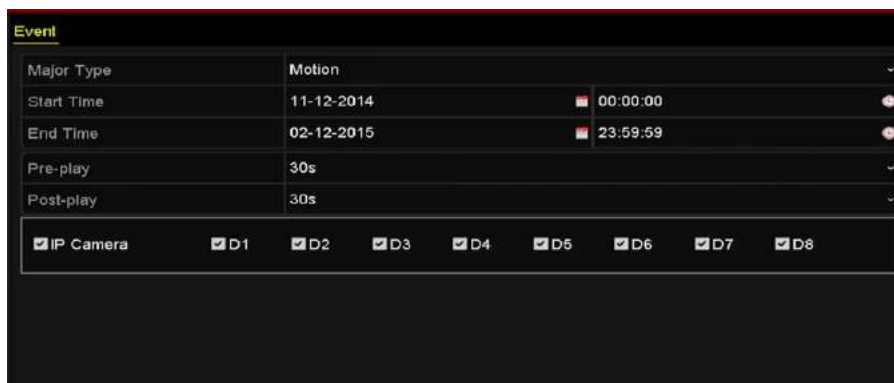 Event
Major Type Motion
Start Time 11-12-2014 00:00:00
End Time 02-12-2015 23:59:59
Pre-play 30s
Post-play 30s
IP Camera D1 D2 D3 D4 D5 D6 D7 D8